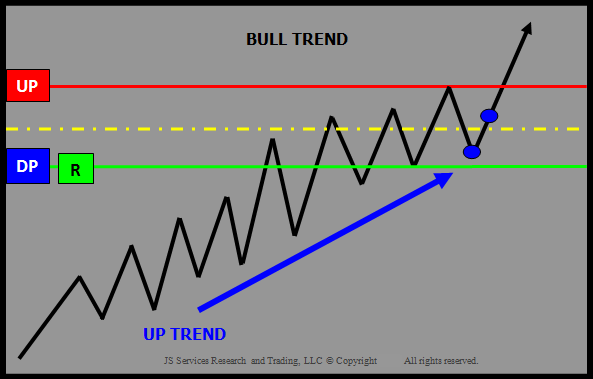 BULL TREND
UP
DP
R
UP TREND
JS Services Research and Trading, LLC © Copyright All rights reserved.